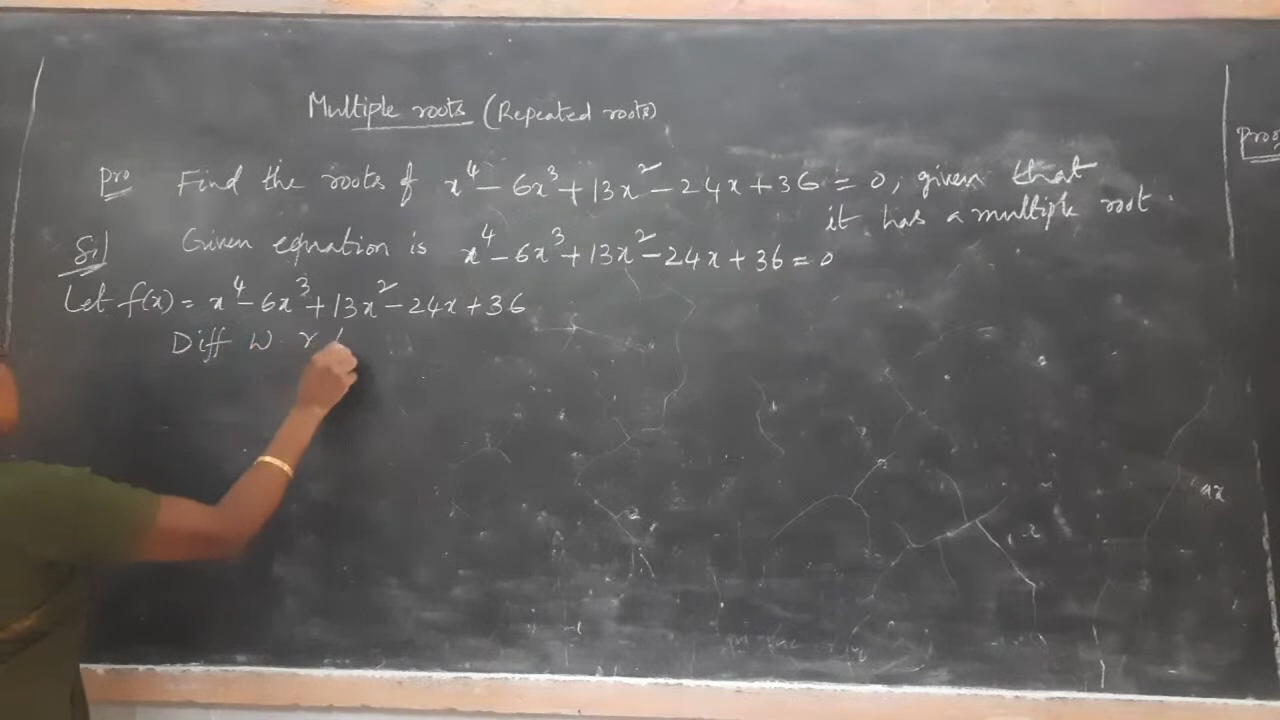 Multiple roots (Repeated roots)
Pro Find the roots of x⁴ - 6x³ + 13x² - 24x + 36 = 0, given that
it has a multiple root.
Sol Given equation is x⁴ - 6x³ + 13x² - 24x + 36 = 0
Let f(x) = x⁴ - 6x³ + 13x² - 24x + 36
Diff w. r